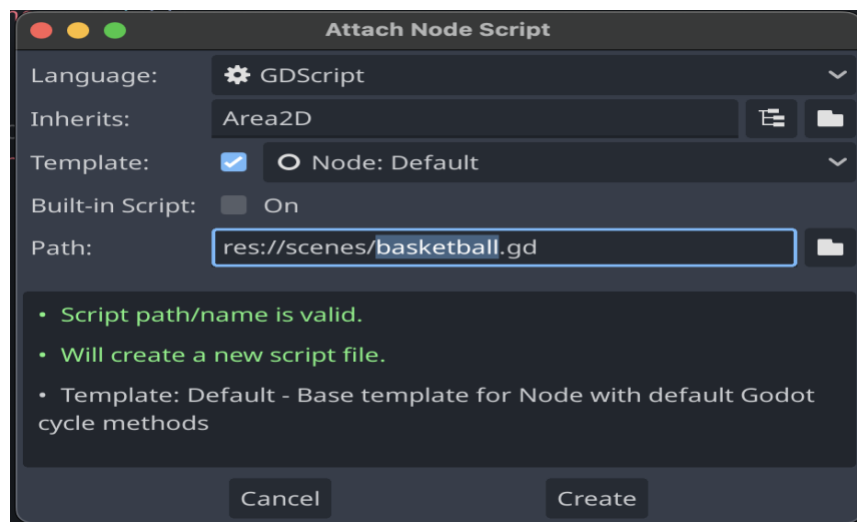 Attach Node Script
Language: GDScript
Inherits: Area2D
Template: Node: Default
Built-in Script: On
Path: res://scenes/basketball.gd
• Script path/name is valid.
• Will create a new script file.
• Template: Default - Base template for Node with default Godot
cycle methods
Cancel Create